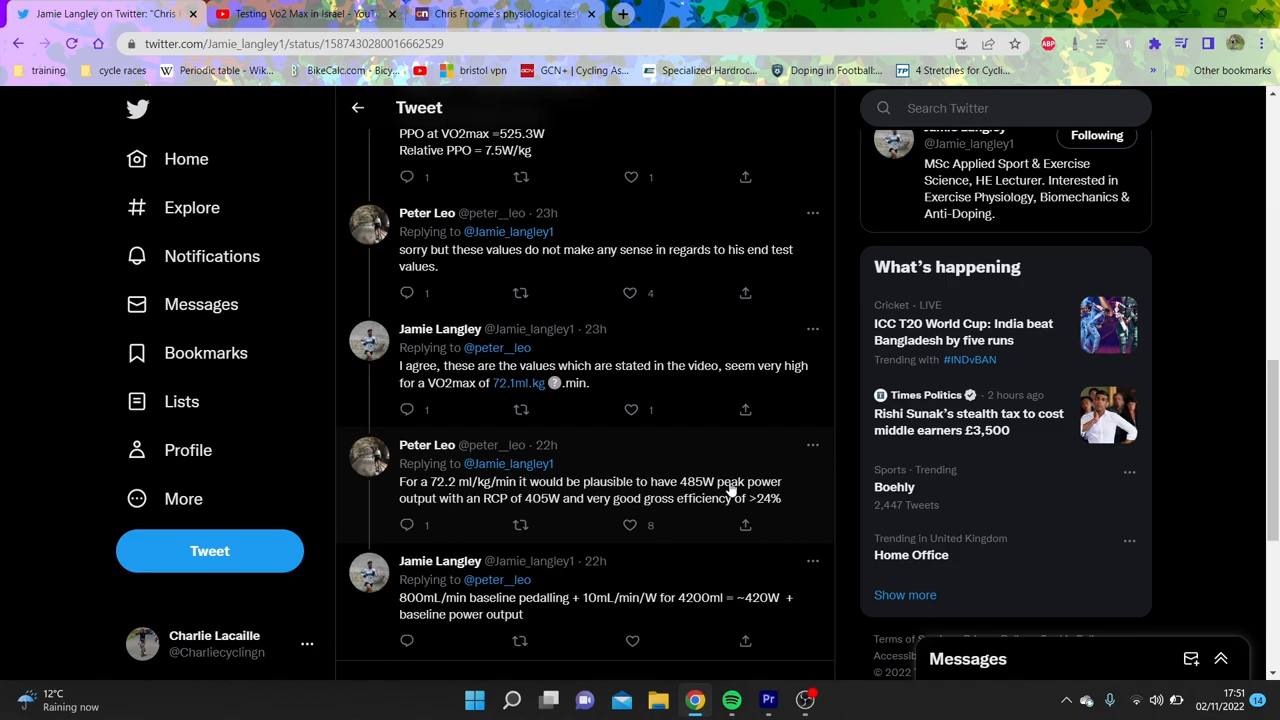 Jamie Langley on Twitter: "Chris
Testing Vo2 Max in Israel - YouT
Chris Froome's physiological test
twitter.com/Jamie_langley1/status/1587430280016662529
training
cycle races
Periodic table - Wik...
BikeCalc.com - Bicy...
bristol vpn
GCN+ | Cycling As...
Specialized Hardroc...
Doping in Football:...
4 Stretches for Cycli...
»
Other bookmarks
Tweet
Search Twitter
Home
Explore
Notifications
Messages
Bookmarks
Lists
Profile
More
Tweet
Charlie Lacaille
@Charliecyclingn
PPO at VO2max =525.3W
Relative PPO = 7.5W/kg
1
1
Peter Leo @peter__leo · 23h
Replying to @Jamie_langley1
sorry but these values do not make any sense in regards to his end test
values.
1
4
Jamie Langley @Jamie_langley1 · 23h
Replying to @peter__leo
I agree, these are the values which are stated in the video, seem very high
for a VO2max of 72.1ml.kg ? .min.
1
1
Peter Leo @peter__leo · 22h
Replying to @Jamie_langley1
For a 72.2 ml/kg/min it would be plausible to have 485W peak power
output with an RCP of 405W and very good gross efficiency of >24%
1
8
Jamie Langley @Jamie_langley1 · 22h
Replying to @peter__leo
800mL/min baseline pedalling + 10mL/min/W for 4200ml = ~420W +
baseline power output
@Jamie_langley1
Following
MSc Applied Sport & Exercise
Science, HE Lecturer. Interested in
Exercise Physiology, Biomechanics &
Anti-Doping.
What's happening
Cricket · LIVE
ICC T20 World Cup: India beat
Bangladesh by five runs
Trending with #INDvBAN
Times Politics · 2 hours ago
Rishi Sunak's stealth tax to cost
middle earners £3,500
Sports · Trending
Boehly
2,447 Tweets
Trending in United Kingdom
Home Office
Show more
Messages
© 2022
12°C
Raining now
17:51
02/11/2022
14